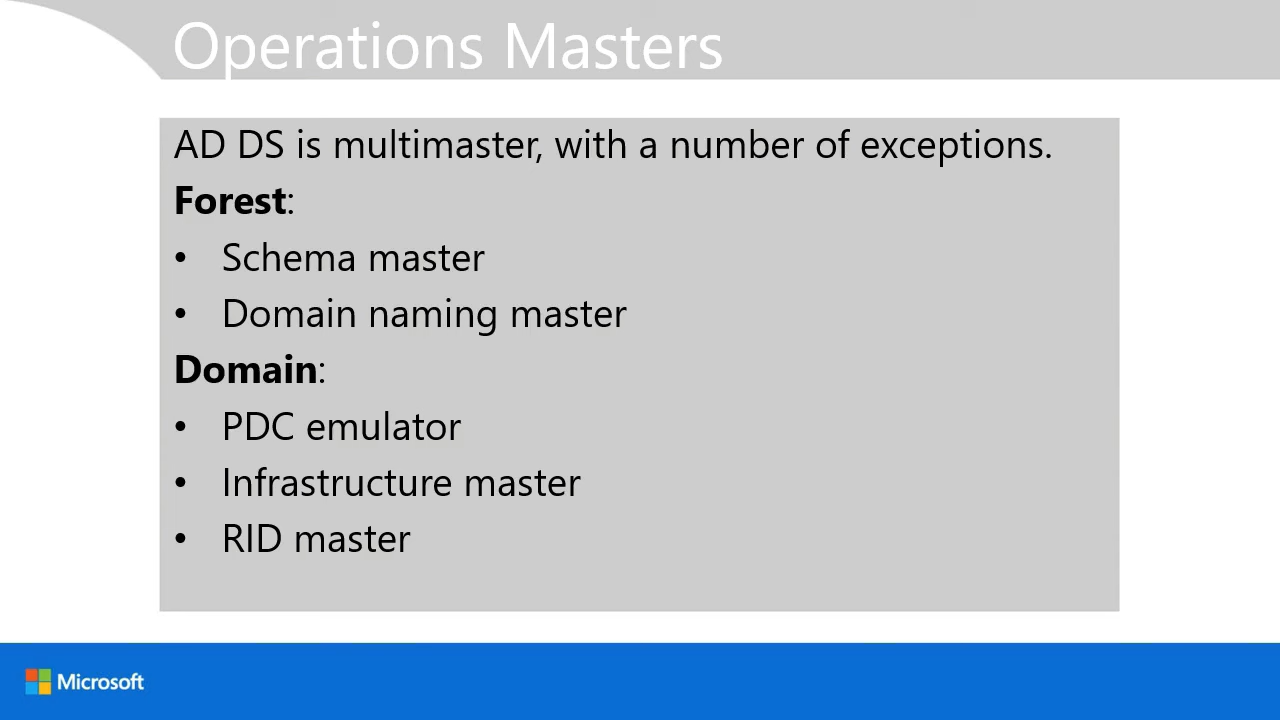 Operations Masters
AD DS is multimaster, with a number of exceptions.
Forest:
• Schema master
• Domain naming master
Domain:
• PDC emulator
• Infrastructure master
• RID master
Microsoft